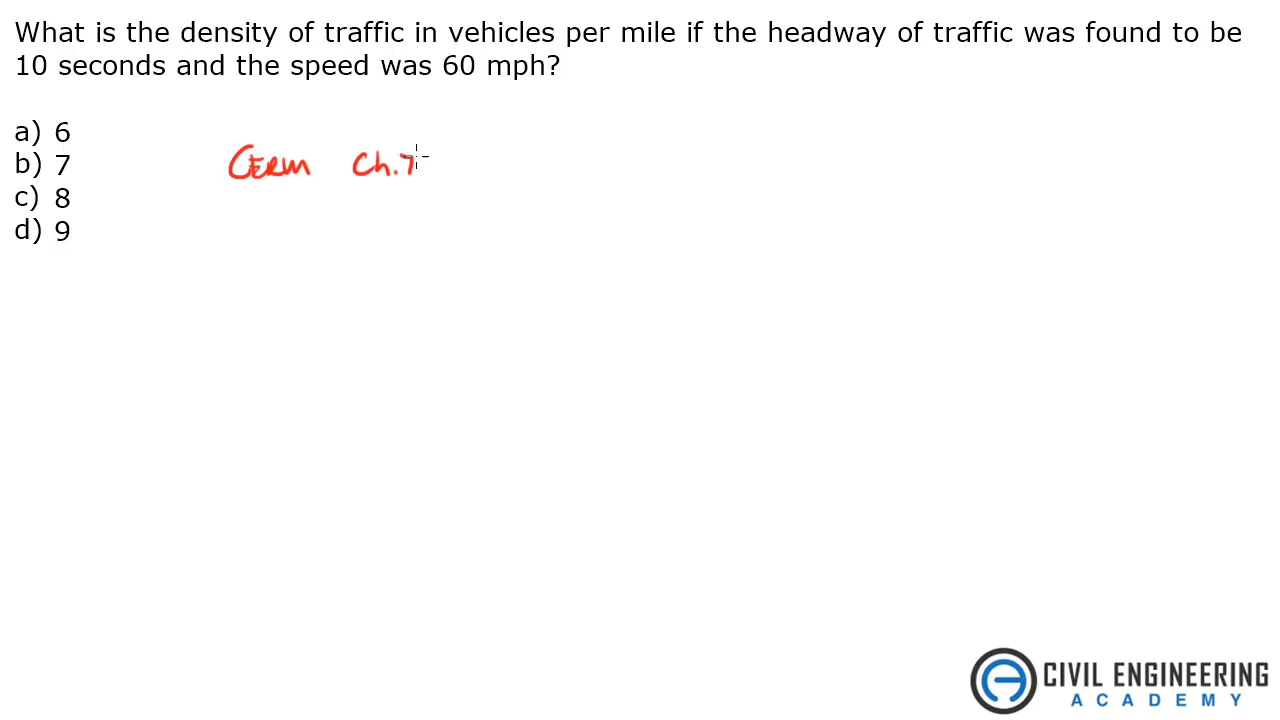 What is the density of traffic in vehicles per mile if the headway of traffic was found to be
10 seconds and the speed was 60 mph?
a) 6
b) 7
c) 8
d) 9
CERM Ch.7
CIVIL ENGINEERING
ACADEMY